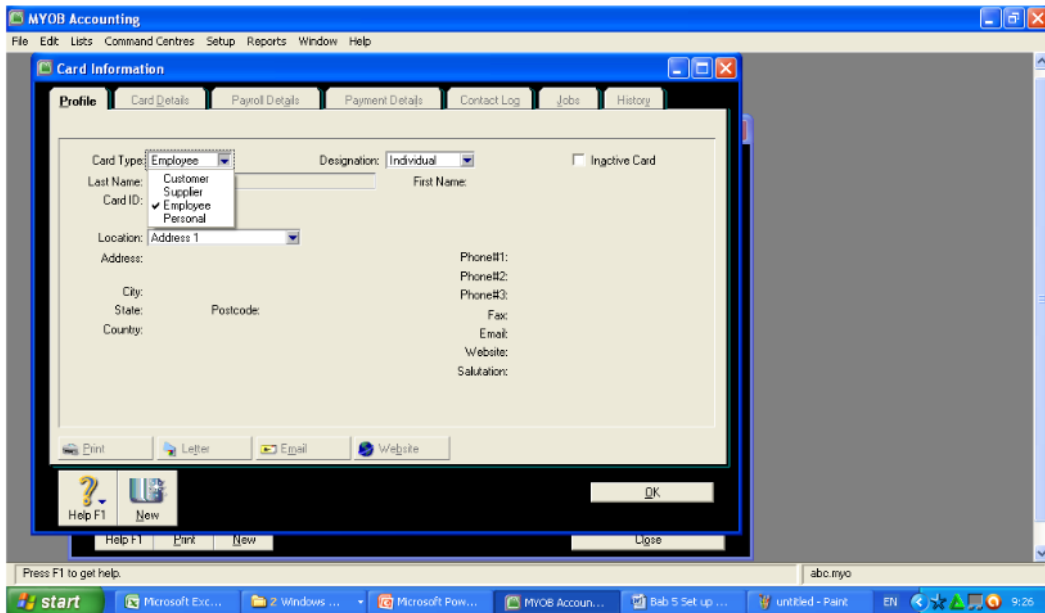 MYOB Accounting
File Edit Lists Command Centres Setup Reports Window Help
Card Information
Profile Card Details Payroll Details Payment Details Contact Log Jobs History
Card Type: Employee Designation: Individual Inactive Card
Customer
Supplier
Employee
Personal
Last Name: First Name:
Card ID:
Location: Address 1
Address: Phone#1:
Phone#2:
City: Phone#3:
State: Postcode: Fax:
Country: Email:
Website:
Salutation:
Print Letter Email Website
Help F1 New OK
Help F1 Print New Close
Press F1 to get help. abc.myo
start Microsoft Exc... 2 Windows ... Microsoft Pow... MYOB Accoun... Bab 5 Set up ... untitled - Paint EN 9:26